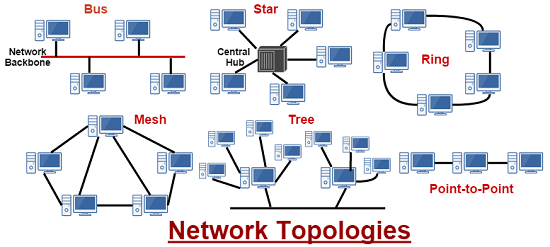 Bus
Star
Network
Backbone
Central
Hub
Ring
Mesh
Tree
Point-to-Point
Network Topologies